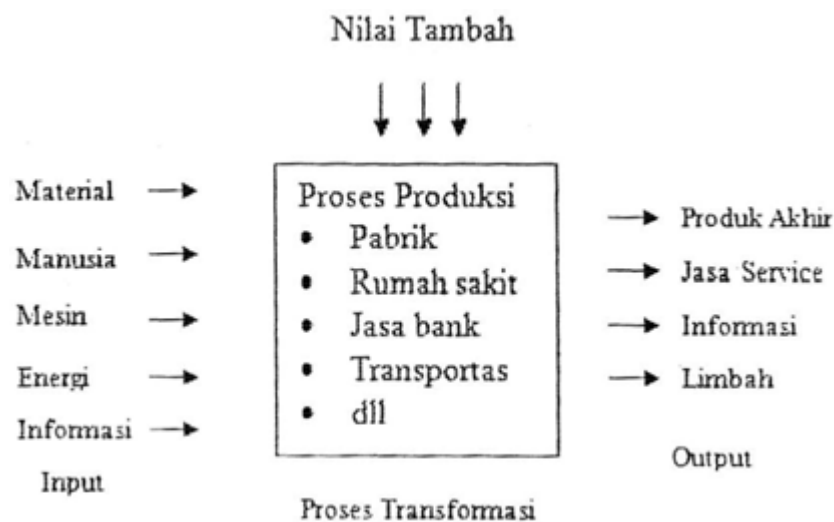 Nilai Tambah
Material
Manusia
Mesin
Energi
Informasi
Input
Proses Produksi
• Pabrik
• Rumah sakit
• Jasa bank
• Transportas
• dll
Proses Transformasi
Produk Akhir
Jasa Service
Informasi
Limbah
Output